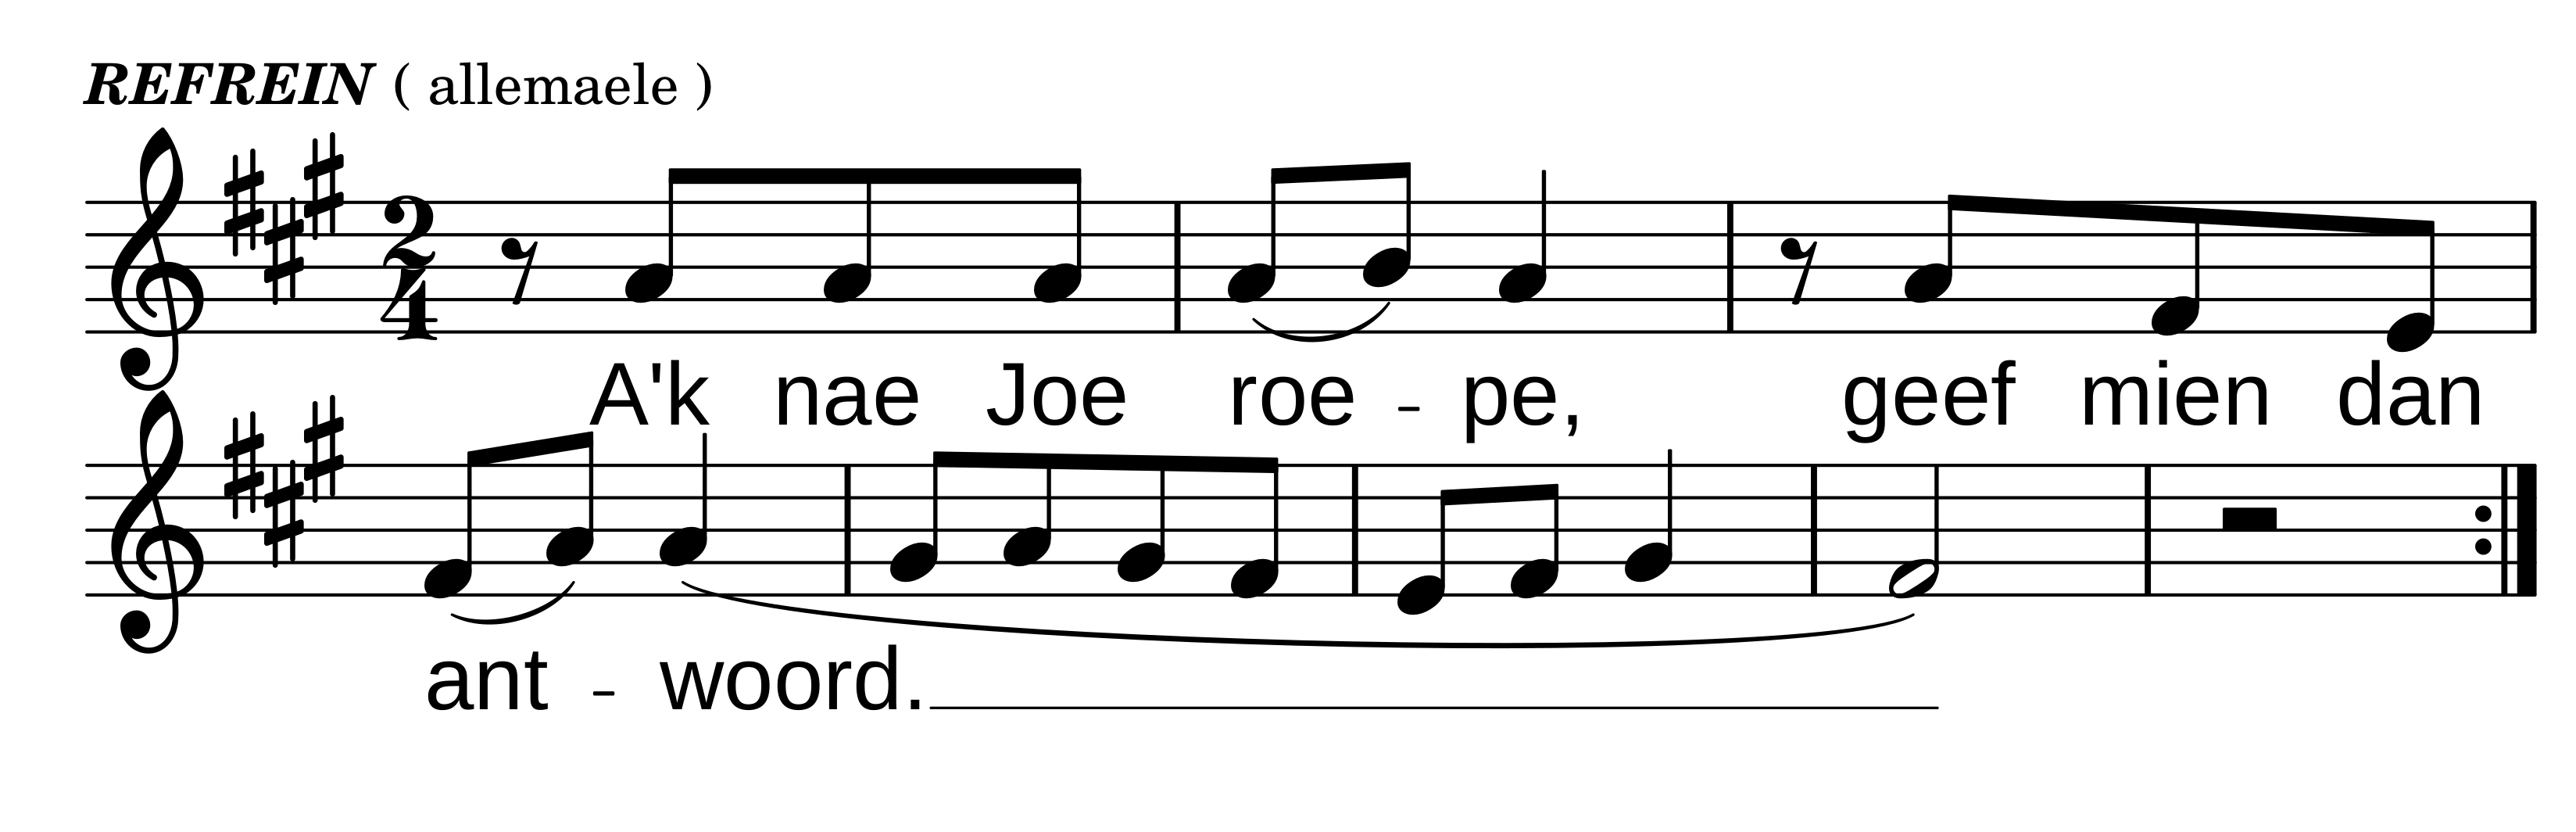 REFREIN ( allemaele )
A'k nae Joe roe - pe, geef mien dan
ant - woord.